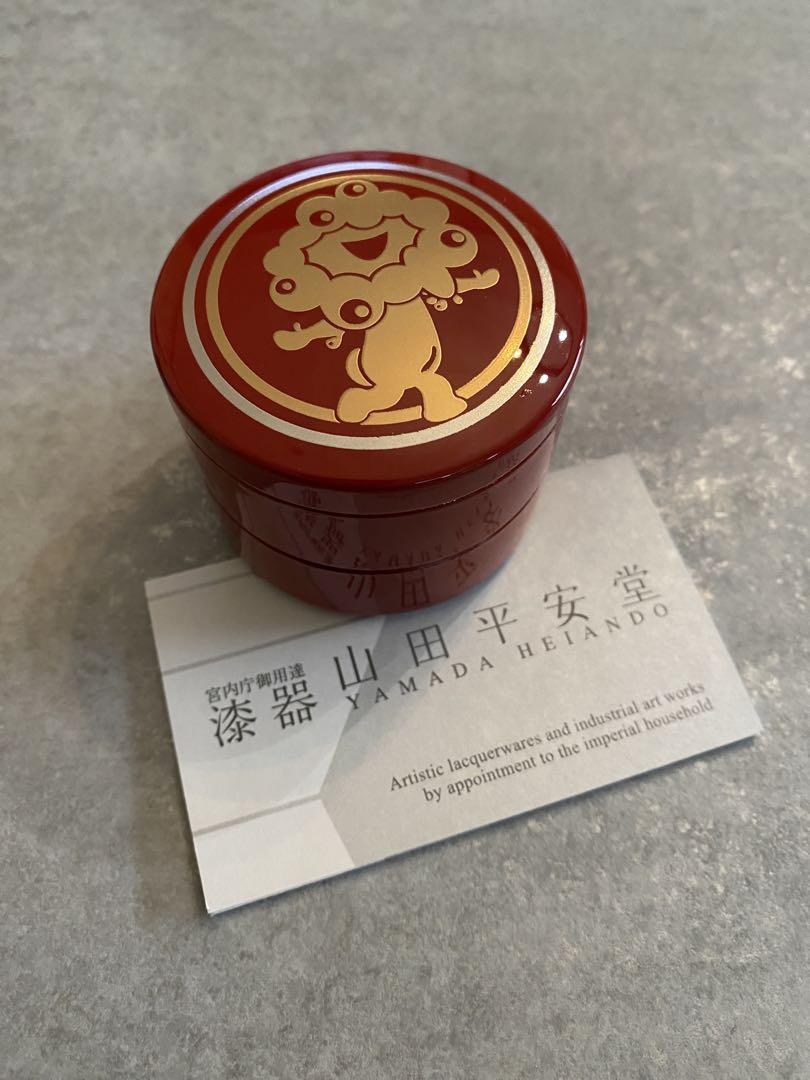 宮内庁御用達
漆器 山田平安堂
YAMADA HEIANDO
Artistic lacquerwares and industrial art works
by appointment to the imperial household